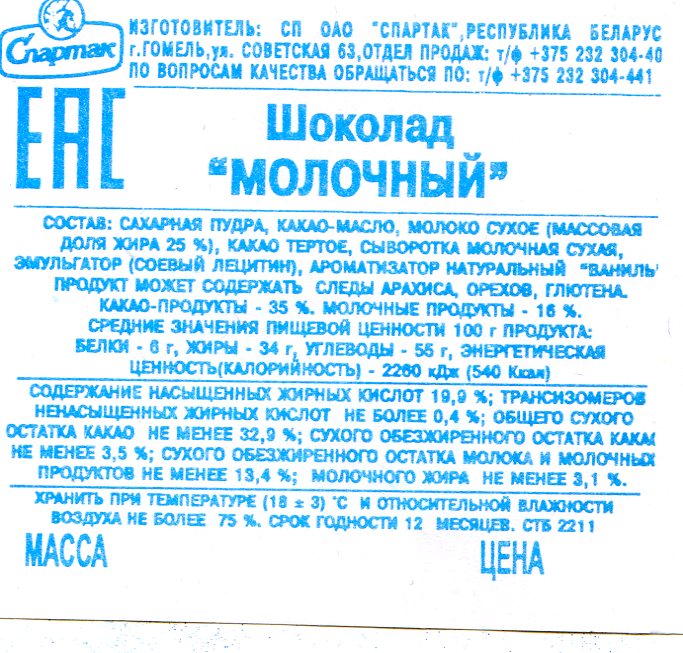 Спартак
ИЗГОТОВИТЕЛЬ: СП ОАО "СПАРТАК",РЕСПУБЛИКА БЕЛАРУС
г.ГОМЕЛЬ,ул. СОВЕТСКАЯ 63,ОТДЕЛ ПРОДАЖ: т/ф +375 232 304-40
ПО ВОПРОСАМ КАЧЕСТВА ОБРАЩАТЬСЯ ПО: т/ф +375 232 304-441
ЕАС
Шоколад
"МОЛОЧНЫЙ"
СОСТАВ: САХАРНАЯ ПУДРА, КАКАО-МАСЛО, МОЛОКО СУХОЕ (МАССОВАЯ
ДОЛЯ ЖИРА 25 %), КАКАО ТЕРТОЕ, СЫВОРОТКА МОЛОЧНАЯ СУХАЯ,
ЭМУЛЬГАТОР (СОЕВЫЙ ЛЕЦИТИН), АРОМАТИЗАТОР НАТУРАЛЬНЫЙ "ВАНИЛЬ'
ПРОДУКТ МОЖЕТ СОДЕРЖАТЬ СЛЕДЫ АРАХИСА, ОРЕХОВ, ГЛЮТЕНА.
КАКАО-ПРОДУКТЫ - 35 %. МОЛОЧНЫЕ ПРОДУКТЫ - 16 %.
СРЕДНИЕ ЗНАЧЕНИЯ ПИЩЕВОЙ ЦЕННОСТИ 100 г ПРОДУКТА:
БЕЛКИ - 6 г, ЖИРЫ - 34 г, УГЛЕВОДЫ - 55 г, ЭНЕРГЕТИЧЕСКАЯ
ЦЕННОСТЬ(КАЛОРИЙНОСТЬ) - 2260 кДж (540 Ккал)
СОДЕРЖАНИЕ НАСЫЩЕННЫХ ЖИРНЫХ КИСЛОТ 19,9 %; ТРАНСИЗОМЕРОВ
НЕНАСЫЩЕННЫХ ЖИРНЫХ КИСЛОТ НЕ БОЛЕЕ 0,4 %; ОБЩЕГО СУХОГО
ОСТАТКА КАКАО НЕ МЕНЕЕ 32,9 %; СУХОГО ОБЕЗЖИРЕННОГО ОСТАТКА КАКАО
НЕ МЕНЕЕ 3,5 %; СУХОГО ОБЕЗЖИРЕННОГО ОСТАТКА МОЛОКА И МОЛОЧНЫХ
ПРОДУКТОВ НЕ МЕНЕЕ 13,4 %; МОЛОЧНОГО ЖИРА НЕ МЕНЕЕ 3,1 %.
ХРАНИТЬ ПРИ ТЕМПЕРАТУРЕ (18 ± 3) °С И ОТНОСИТЕЛЬНОЙ ВЛАЖНОСТИ
ВОЗДУХА НЕ БОЛЕЕ 75 %. СРОК ГОДНОСТИ 12 МЕСЯЦЕВ. СТБ 2211
МАССА ЦЕНА